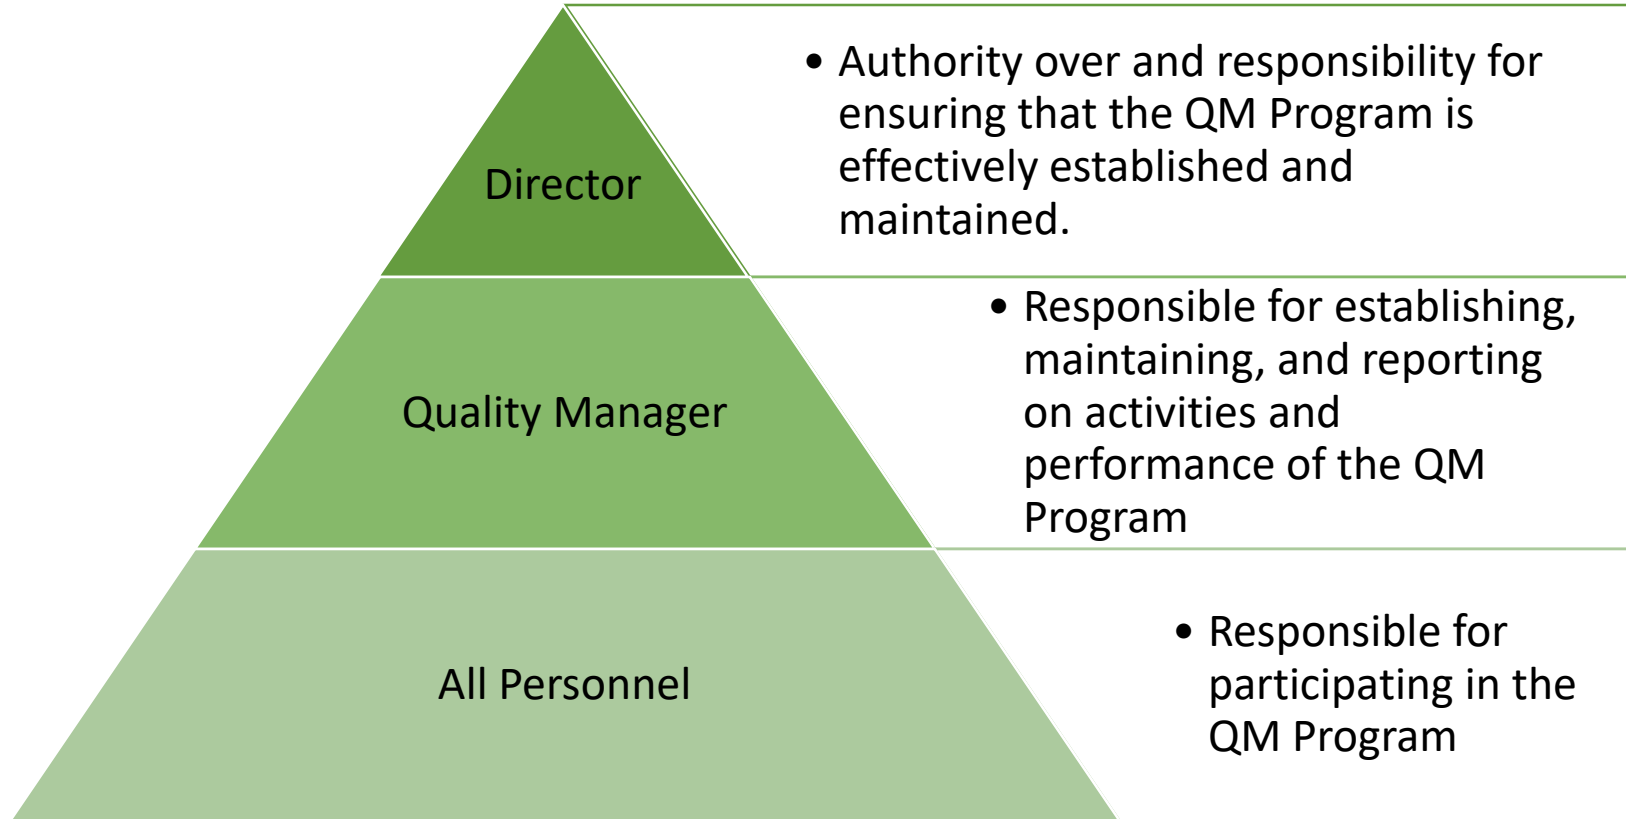 Director
• Authority over and responsibility for
ensuring that the QM Program is
effectively established and
maintained.
Quality Manager
• Responsible for establishing,
maintaining, and reporting
on activities and
performance of the QM
Program
All Personnel
• Responsible for
participating in the
QM Program